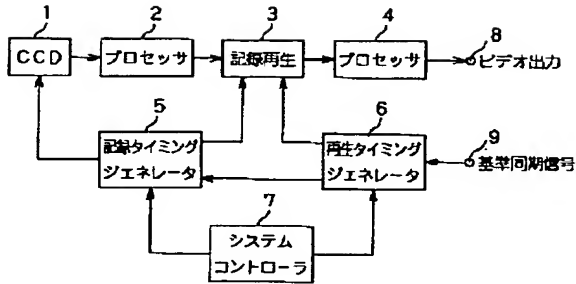 1
2
3
4
CCD
プロセッサ
記録再生
プロセッサ
8
ビデオ出力
5
記録タイミング
ジェネレータ
6
再生タイミング
ジェネレータ
9
基準同期信号
7
システム
コントローラ